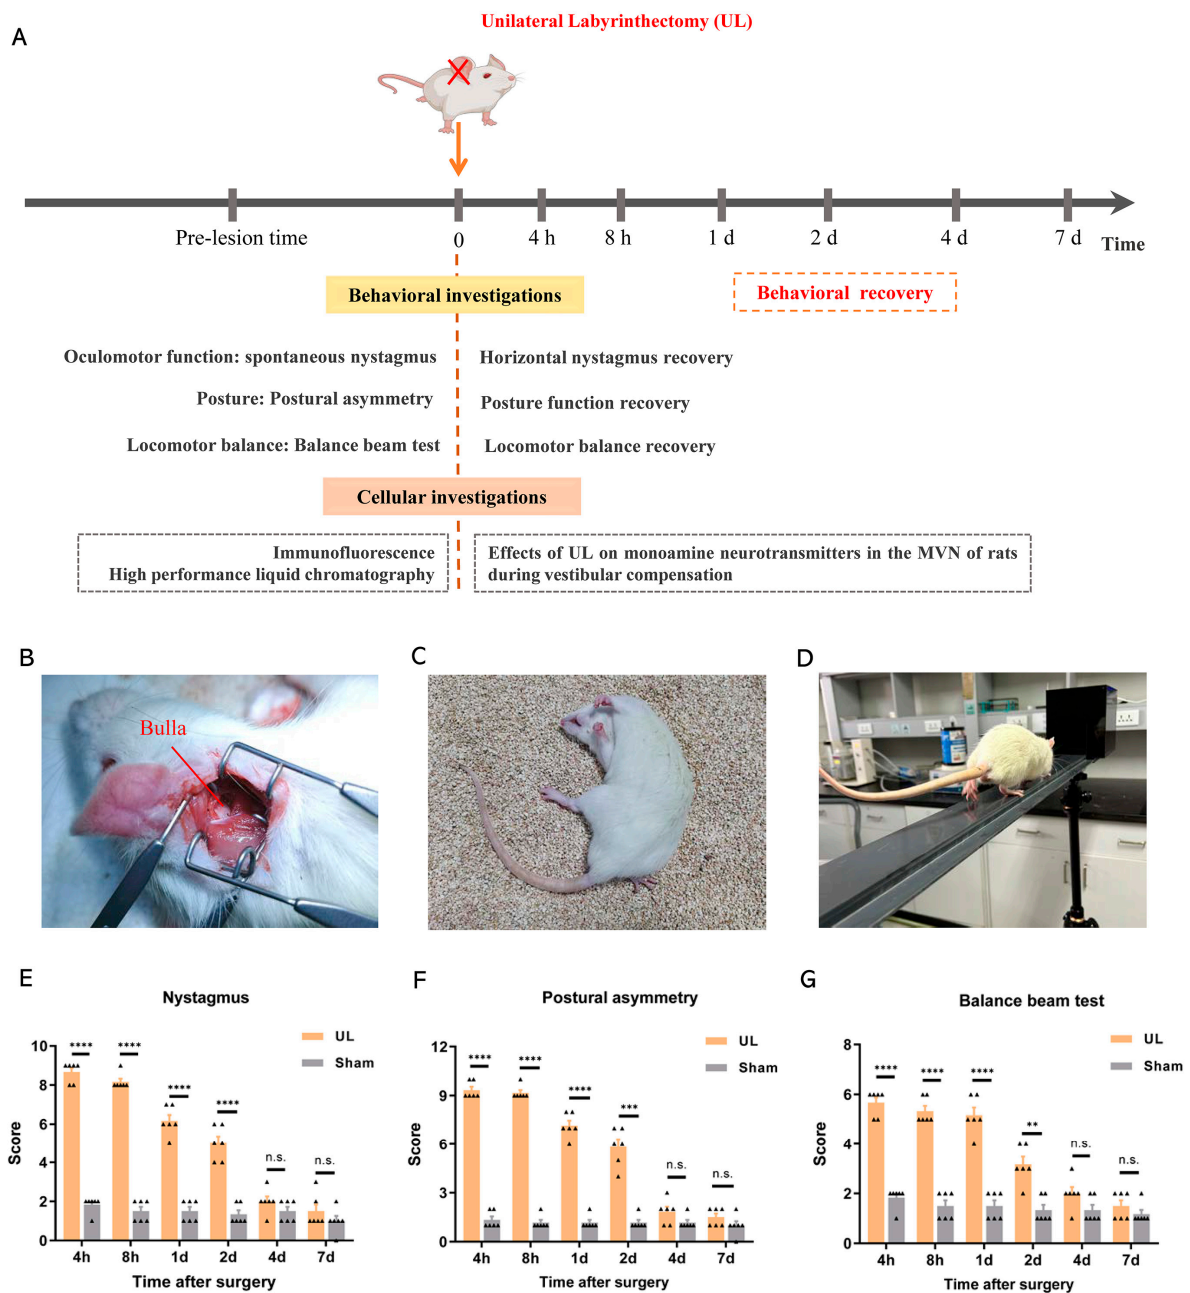 Unilateral Labyrinthectomy (UL)
A
Pre-lesion time
0
4 h
8 h
1 d
2 d
4 d
7 d
Time
Behavioral investigations
Behavioral recovery
Oculomotor function: spontaneous nystagmus
Horizontal nystagmus recovery
Posture: Postural asymmetry
Posture function recovery
Locomotor balance: Balance beam test
Locomotor balance recovery
Cellular investigations
Immunofluorescence
High performance liquid chromatography
Effects of UL on monoamine neurotransmitters in the MVN of rats
during vestibular compensation
B
Bulla
C
D
E
Nystagmus
UL
Sham
Score
10
8
6
4
2
0
**** **** **** **** n.s. n.s.
4h 8h 1d 2d 4d 7d
Time after surgery
F
Postural asymmetry
UL
Sham
Score
12
9
6
3
0
**** **** **** *** n.s. n.s.
4h 8h 1d 2d 4d 7d
Time after surgery
G
Balance beam test
UL
Sham
Score
8
6
4
2
0
**** **** **** ** n.s. n.s.
4h 8h 1d 2d 4d 7d
Time after surgery